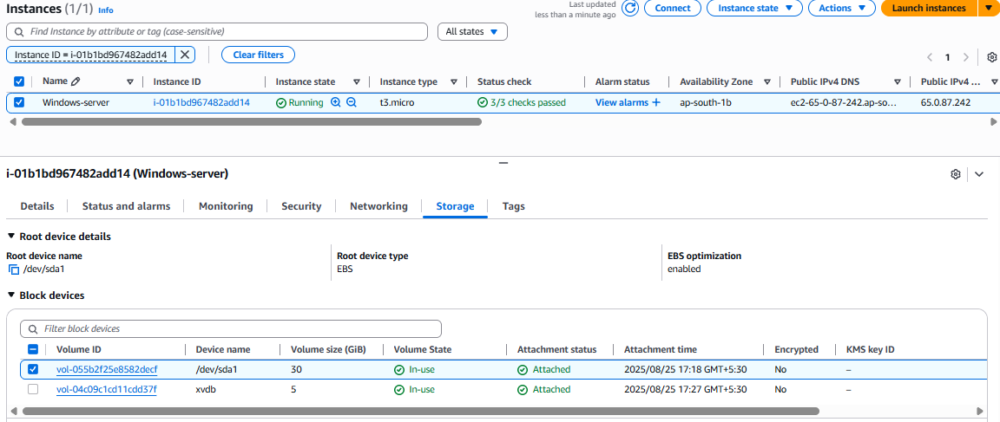 Instances (1/1) Info
Last updated
less than a minute ago
Connect
Instance state
Actions
Launch instances
Find Instance by attribute or tag (case-sensitive)
All states
Instance ID = i-01b1bd967482add14
Clear filters
1
Name Instance ID Instance state Instance type Status check Alarm status Availability Zone Public IPv4 DNS Public IPv4 ...
Windows-server i-01b1bd967482add14 Running t3.micro 3/3 checks passed View alarms + ap-south-1b ec2-65-0-87-242.ap-so... 65.0.87.242
i-01b1bd967482add14 (Windows-server)
Details Status and alarms Monitoring Security Networking Storage Tags
Root device details
Root device name Root device type EBS optimization
/dev/sda1 EBS enabled
Block devices
Filter block devices
Volume ID Device name Volume size (GiB) Volume State Attachment status Attachment time Encrypted KMS key ID
vol-055b2f25e8582decf /dev/sda1 30 In-use Attached 2025/08/25 17:18 GMT+5:30 No –
vol-04c09c1cd11cdd37f xvdb 5 In-use Attached 2025/08/25 17:27 GMT+5:30 No –